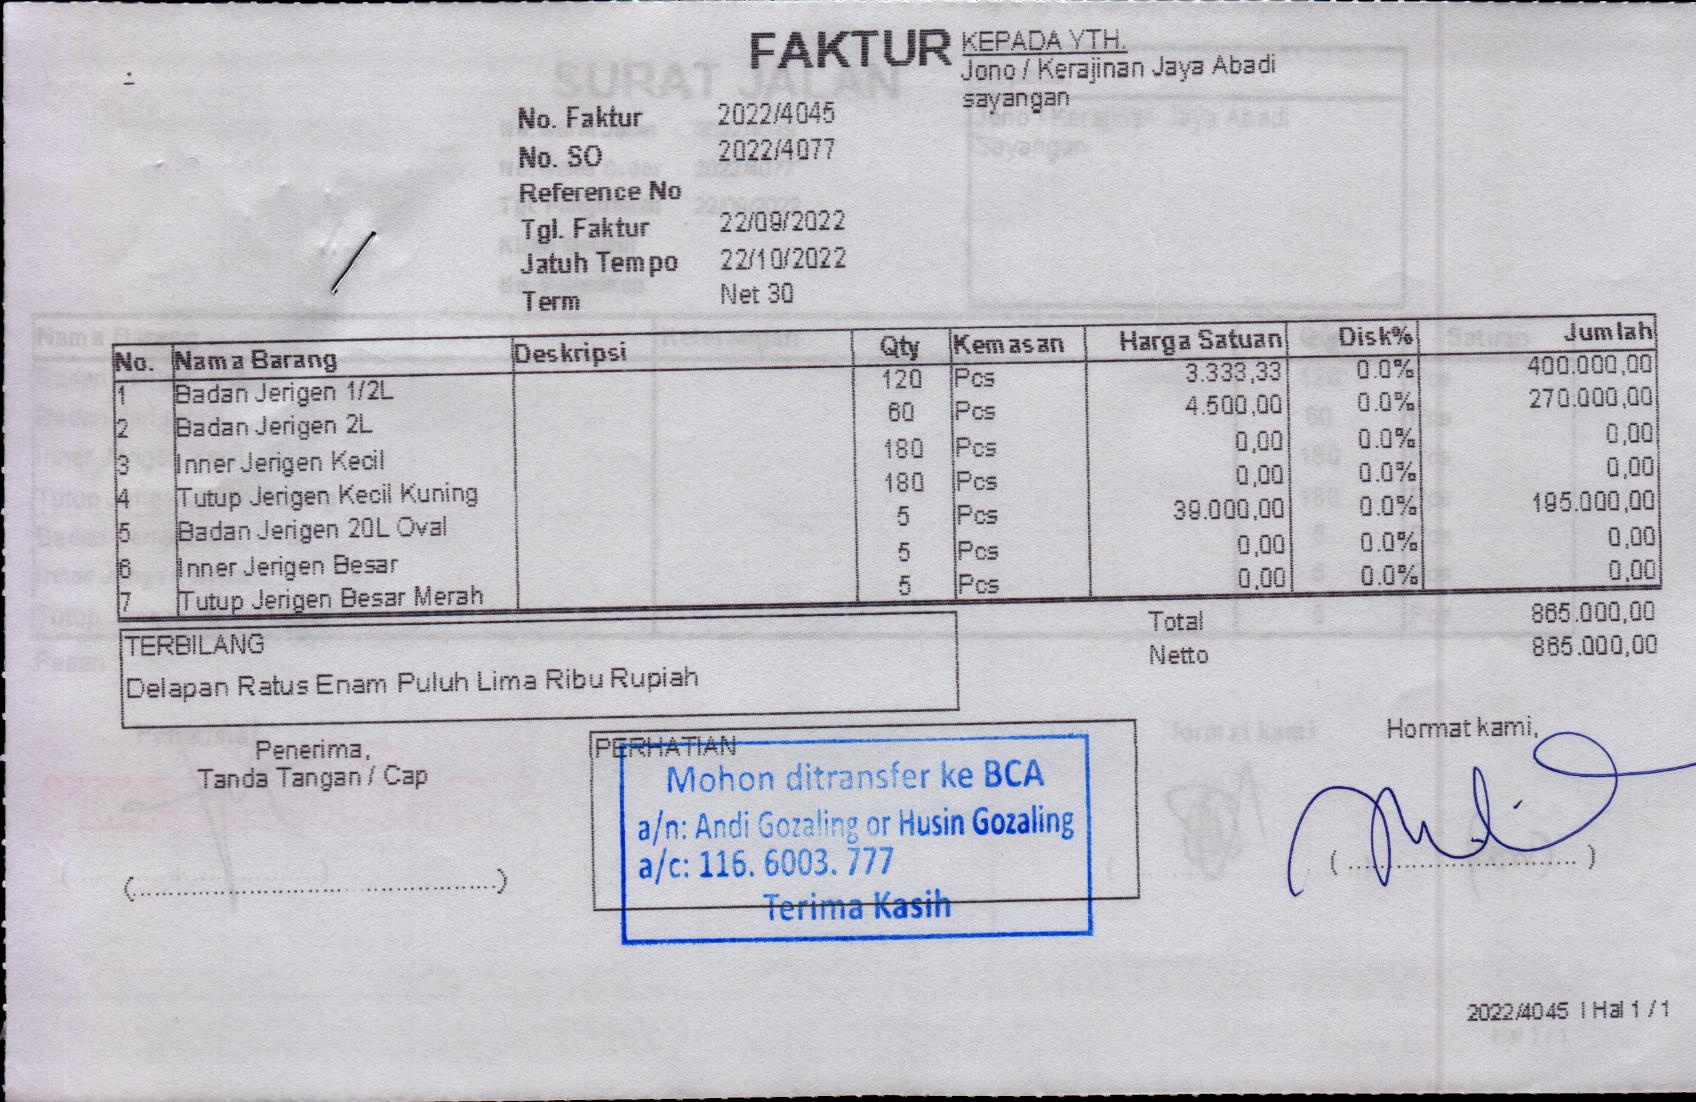 FAKTUR
KEPADA YTH.
Jono / Kerajinan Jaya Abadi
sayangan
No. Faktur 2022/4045
No. SO 2022/4077
Reference No
Tgl. Faktur 22/09/2022
Jatuh Tempo 22/10/2022
Term Net 30
No. Nama Barang Deskripsi Qty Kemasan Harga Satuan Disk% Jumlah
1 Badan Jerigen 1/2L 120 Pcs 3.333,33 0.0% 400.000,00
2 Badan Jerigen 2L 60 Pcs 4.500,00 0.0% 270.000,00
3 Inner Jerigen Kecil 180 Pcs 0,00 0.0% 0,00
4 Tutup Jerigen Kecil Kuning 180 Pcs 0,00 0.0% 0,00
5 Badan Jerigen 20L Oval 5 Pcs 39.000,00 0.0% 195.000,00
6 Inner Jerigen Besar 5 Pcs 0,00 0.0% 0,00
7 Tutup Jerigen Besar Merah 5 Pcs 0,00 0.0% 0,00
Total 865.000,00
Netto 865.000,00
TERBILANG
Delapan Ratus Enam Puluh Lima Ribu Rupiah
Penerima,
Tanda Tangan / Cap
(..............................................)
PERHATIAN
Mohon ditransfer ke BCA
a/n: Andi Gozaling or Husin Gozaling
a/c: 116. 6003. 777
Terima Kasih
Hormat kami,
(..............................)
2022/4045 | Hal 1 / 1